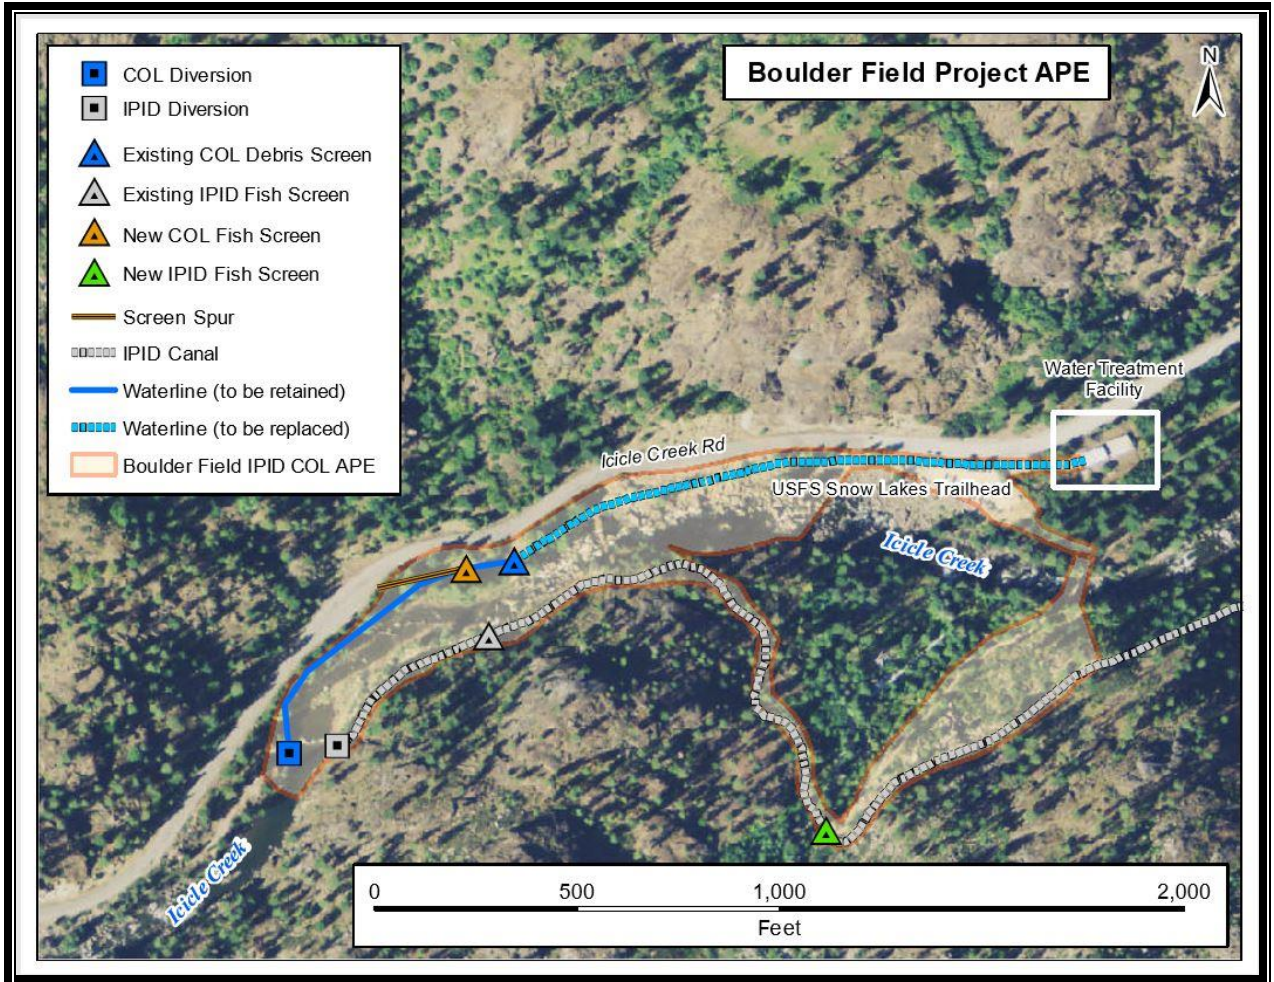 Boulder Field Project APE
N
COL Diversion
IPID Diversion
Existing COL Debris Screen
Existing IPID Fish Screen
New COL Fish Screen
New IPID Fish Screen
Screen Spur
IPID Canal
Waterline (to be retained)
Waterline (to be replaced)
Boulder Field IPID COL APE
Water Treatment
Facility
Icicle Creek Rd
USFS Snow Lakes Trailhead
Icicle Creek
Icicle Creek
0 500 1,000 2,000
Feet